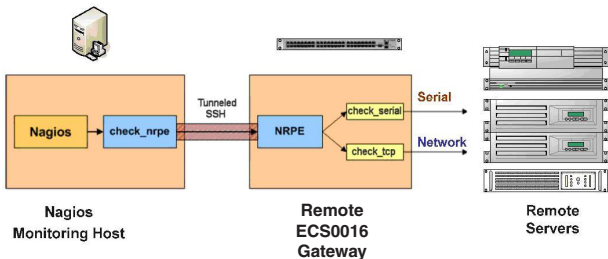 Nagios
check_nrpe
Tunneled
SSH
NRPE
check_serial
check_tcp
Serial
Network
Nagios
Monitoring Host
Remote
ECS0016
Gateway
Remote
Servers